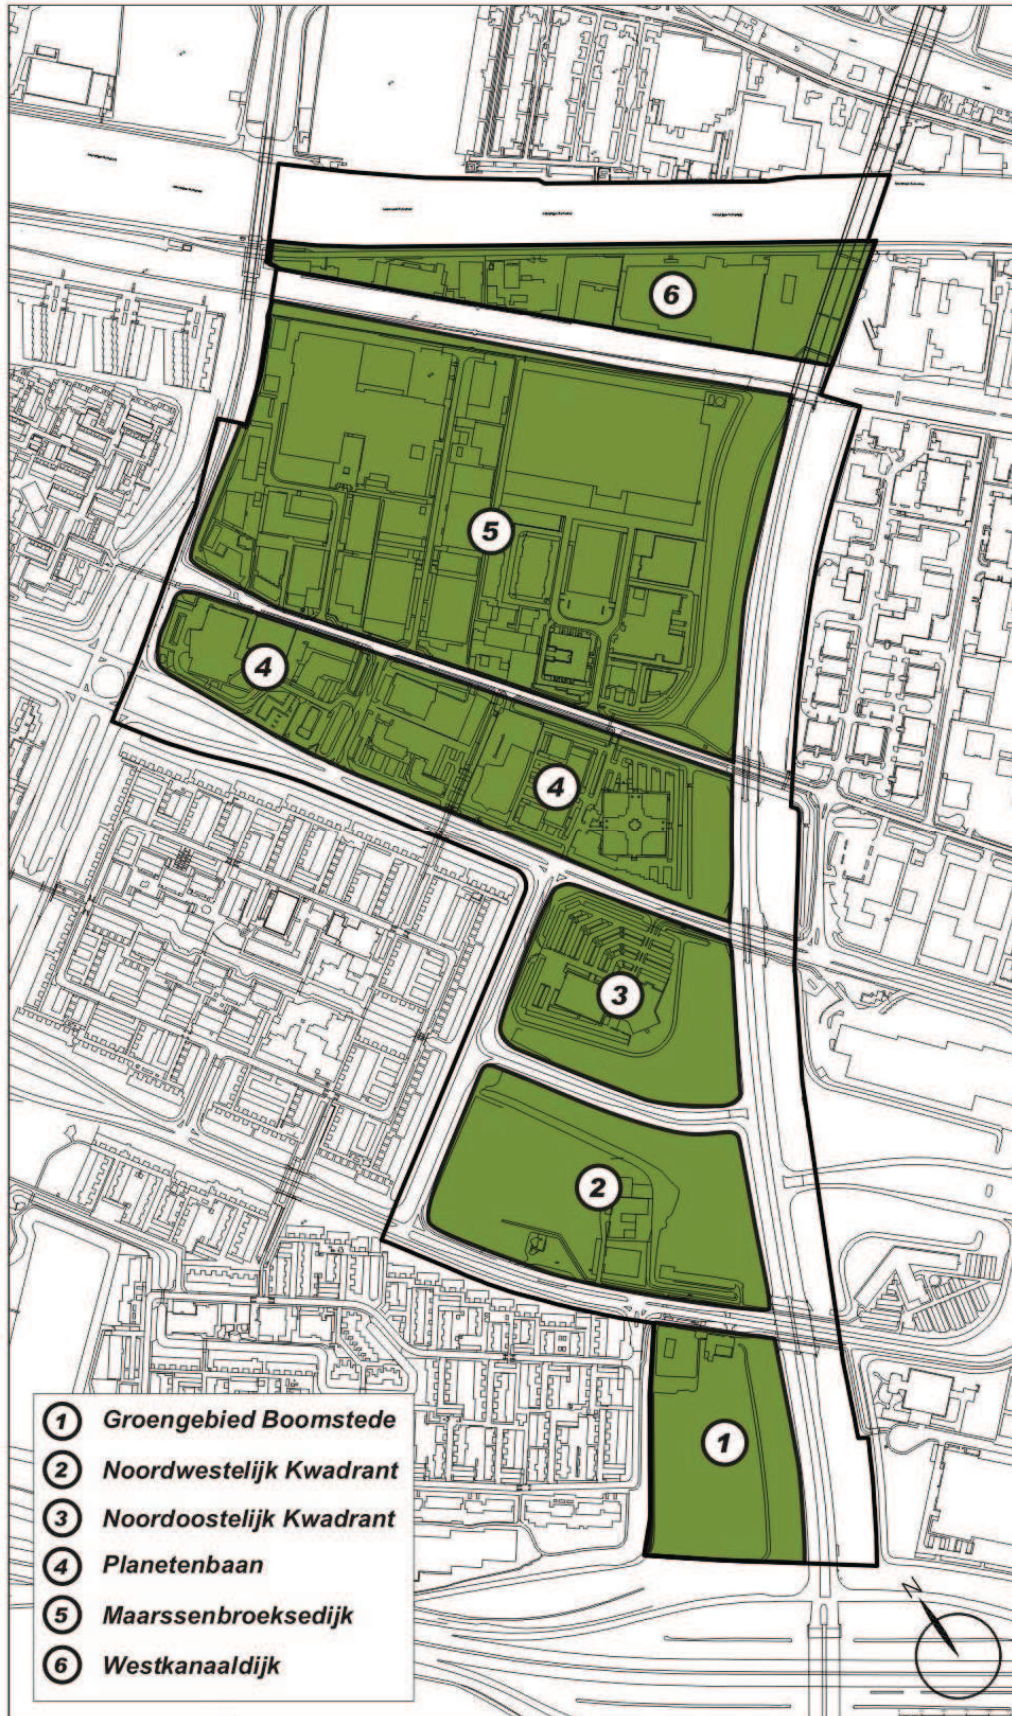 6
5
4
4
3
2
1
1 Groengebied Boomstede
2 Noordwestelijk Kwadrant
3 Noordoostelijk Kwadrant
4 Planetenbaan
5 Maarssenbroeksedijk
6 Westkanaaldijk
N